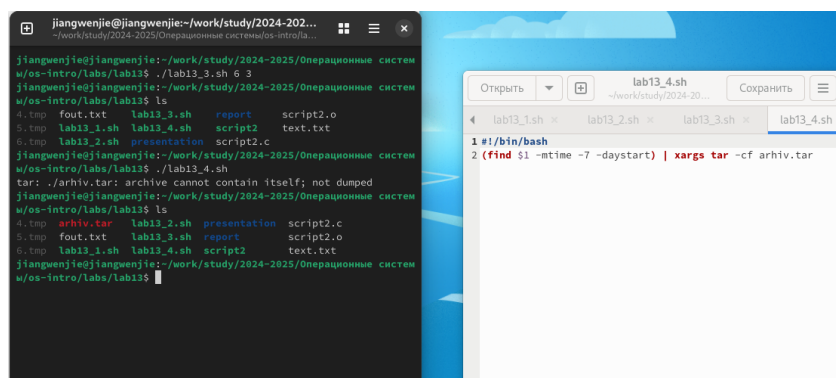 jiangwenjie@jiangwenjie:~/work/study/2024-202...
~/work/study/2024-2025/Операционные системы/os-intro/la...
jiangwenjie@jiangwenjie:~/work/study/2024-2025/Операционные систем
ы/os-intro/labs/lab13$ ./lab13_3.sh 6 3
jiangwenjie@jiangwenjie:~/work/study/2024-2025/Операционные систем
ы/os-intro/labs/lab13$ ls
4.tmp fout.txt lab13_3.sh report script2.o
5.tmp lab13_1.sh lab13_4.sh script2 text.txt
6.tmp lab13_2.sh presentation script2.c
jiangwenjie@jiangwenjie:~/work/study/2024-2025/Операционные систем
ы/os-intro/labs/lab13$ ./lab13_4.sh
tar: ./arhiv.tar: archive cannot contain itself; not dumped
jiangwenjie@jiangwenjie:~/work/study/2024-2025/Операционные систем
ы/os-intro/labs/lab13$ ls
4.tmp arhiv.tar lab13_2.sh presentation script2.c
5.tmp fout.txt lab13_3.sh report script2.o
6.tmp lab13_1.sh lab13_4.sh script2 text.txt
jiangwenjie@jiangwenjie:~/work/study/2024-2025/Операционные систем
ы/os-intro/labs/lab13$
Открыть lab13_4.sh Сохранить
~/work/study/2024-20...
lab13_1.sh × lab13_2.sh × lab13_3.sh × lab13_4.sh
1 #!/bin/bash
2 (find $1 -mtime -7 -daystart) | xargs tar -cf arhiv.tar